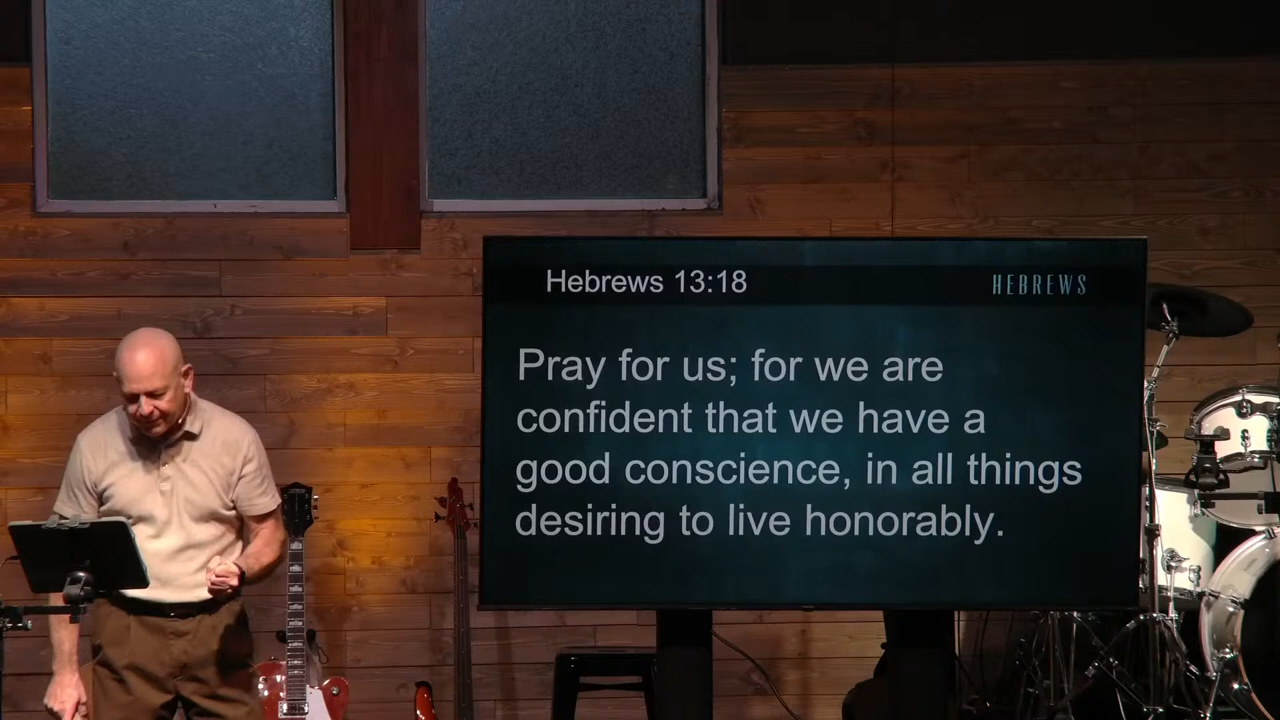 Hebrews 13:18
HEBREWS
Pray for us; for we are
confident that we have a
good conscience, in all things
desiring to live honorably.